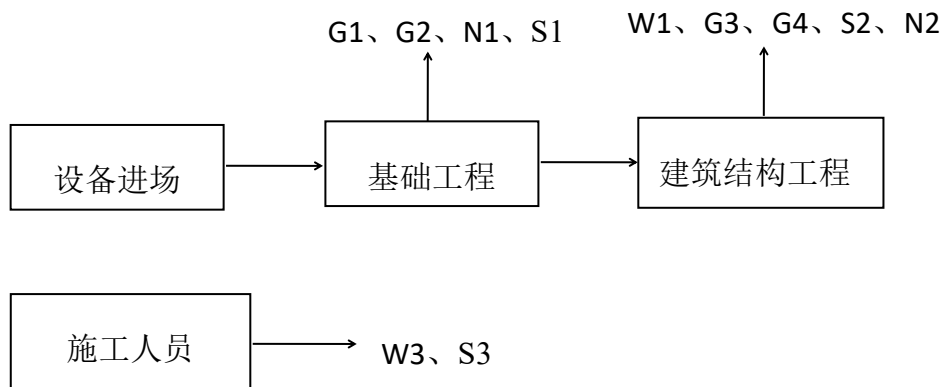 G1、G2、N1、S1
W1、G3、G4、S2、N2
设备进场
基础工程
建筑结构工程
施工人员
W3、S3